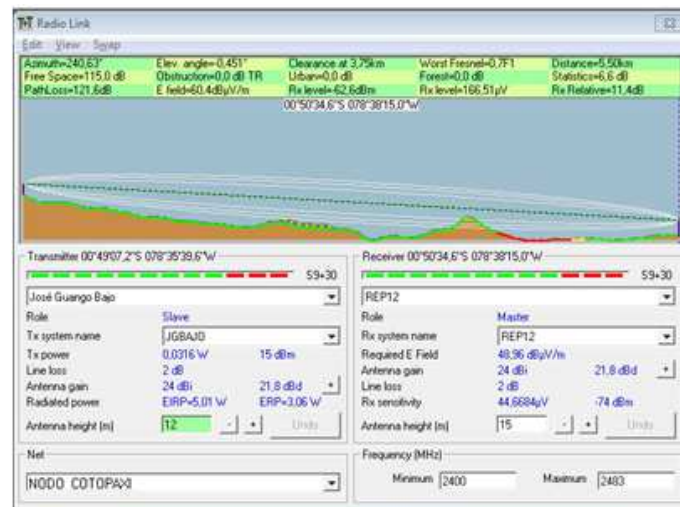 Radio Link
Edit View Swap
Azimuth=240,63° Elev. angle=-0,451° Clearance at 3,75km Worst Fresnel=0,7F1 Distance=5,50km
Free Space=115,0 dB Obstruction=0,0 dB TR Urban=0,0 dB Forest=0,0 dB Statistics=6,6 dB
PathLoss=121,6dB E field=60,4dBµV/m Rx level=-62,6dBm Rx level=166,51µV Rx Relative=11,4dB
00°50'34,6"S 078°38'15,0"W
Transmitter 00°49'07,2"S 078°35'39,6"W
S9+30
José Guango Bajo
Role Slave
Tx system name JGBAJO
Tx power 0,0316 W 15 dBm
Line loss 2 dB
Antenna gain 24 dBi 21,8 dBd +
Radiated power EIRP=5,01 W ERP=3,06 W
Antenna height (m) 12 - + Undo
Receiver 00°50'34,6"S 078°38'15,0"W
S9+30
REP12
Role Master
Rx system name REP12
Required E Field 48,96 dBµV/m
Antenna gain 24 dBi 21,8 dBd +
Line loss 2 dB
Rx sensitivity 44,6684µV -74 dBm
Antenna height (m) 15 - + Undo
Net
NODO COTOPAXI
Frequency (MHz)
Minimum 2400 Maximum 2483